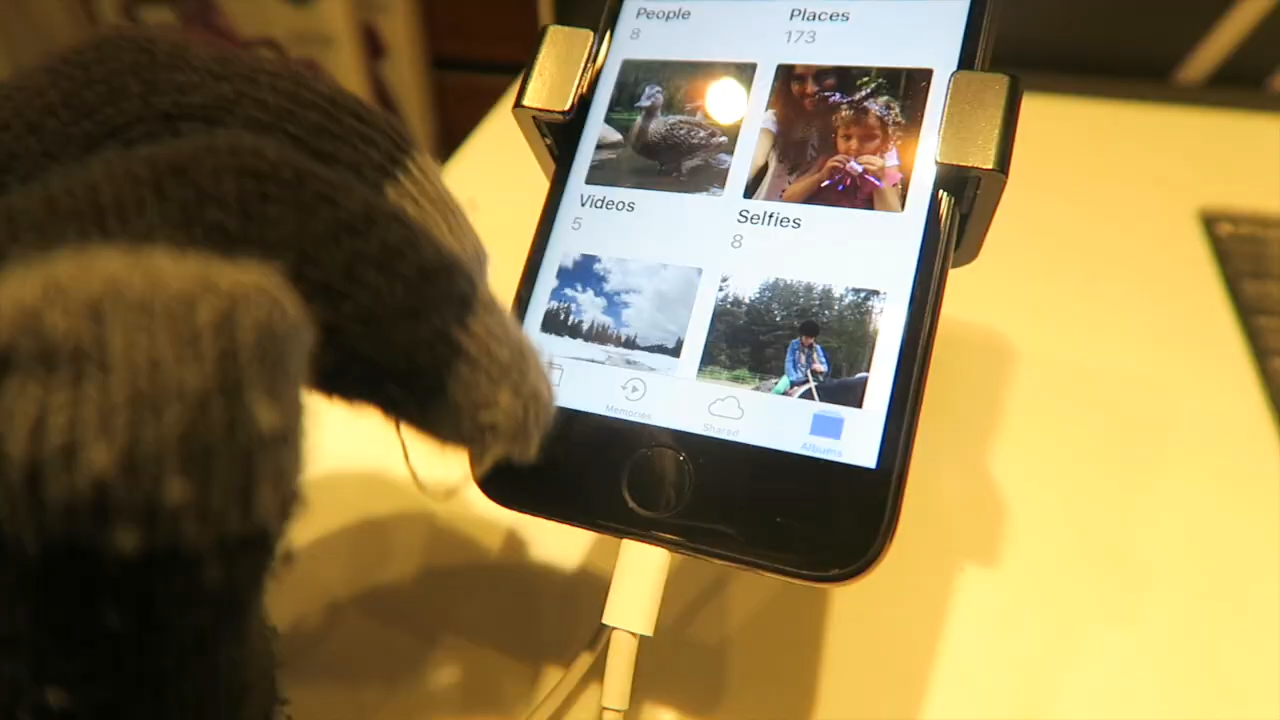 People
8
Places
173
Videos
5
Selfies
8
Memories
Shared
Albums